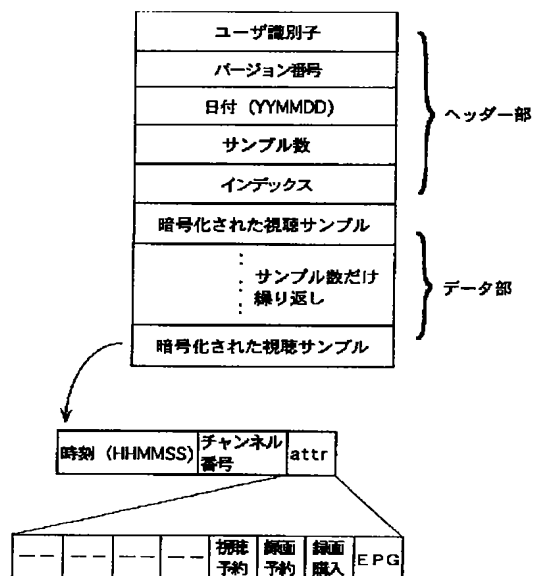 ユーザ識別子
バージョン番号
日付 (YYMMDD)
サンプル数
インデックス
ヘッダー部
暗号化された視聴サンプル
サンプル数だけ
繰り返し
暗号化された視聴サンプル
データ部
時刻 (HHMMSS)
チャンネル
番号
attr
視聴
予約
録画
予約
録画
購入
EPG